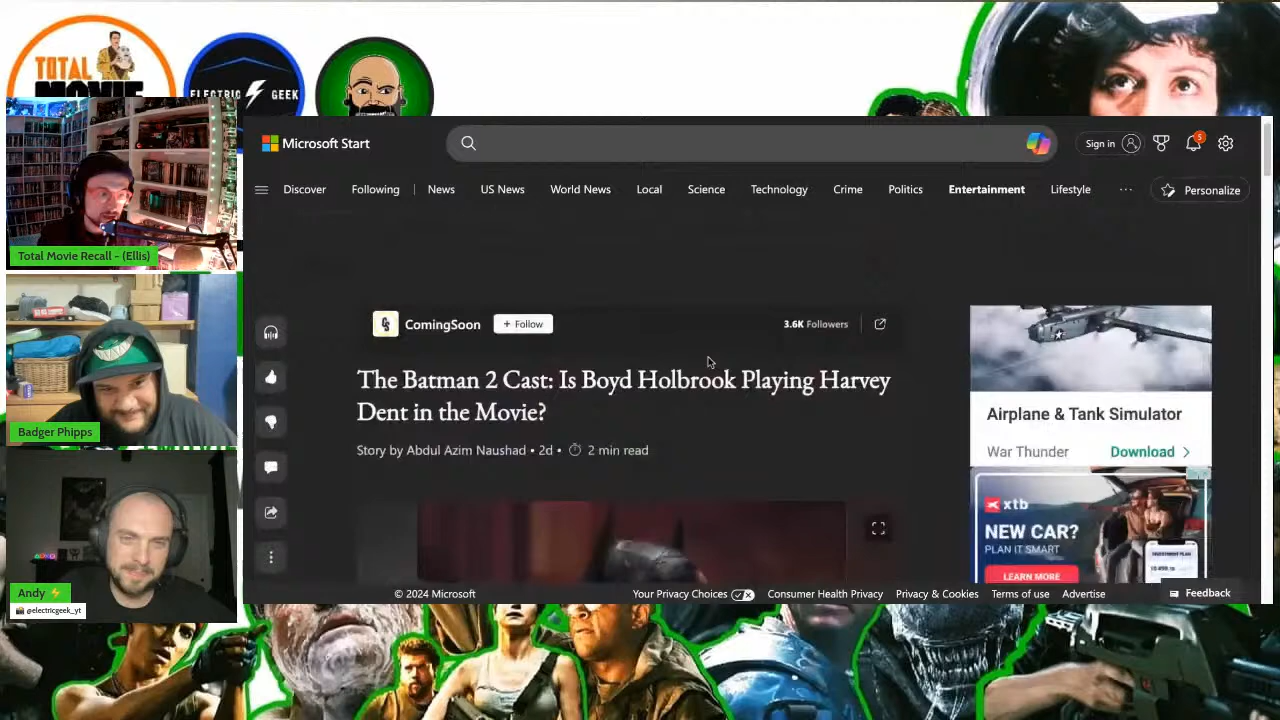 TOTAL
MOVIE
ELECTRIC GEEK
Total Movie Recall - (Ellis)
Badger Phipps
Andy ⚡
@electricgeek_yt
Microsoft Start
Sign in
5
Discover
Following
News
US News
World News
Local
Science
Technology
Crime
Politics
Entertainment
Lifestyle
...
Personalize
ComingSoon
+ Follow
3.6K Followers
The Batman 2 Cast: Is Boyd Holbrook Playing Harvey
Dent in the Movie?
Story by Abdul Azim Naushad • 2d • 2 min read
Airplane & Tank Simulator
War Thunder
Download
xtb
NEW CAR?
PLAN IT SMART
LEARN MORE
© 2024 Microsoft
Your Privacy Choices
Consumer Health Privacy
Privacy & Cookies
Terms of use
Advertise
Feedback